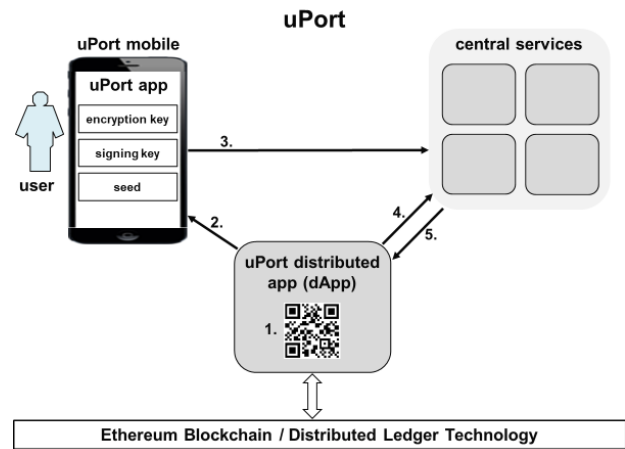 uPort
uPort mobile
uPort app
encryption key
signing key
seed
user
central services
3.
2.
4.
5.
uPort distributed
app (dApp)
1.
Ethereum Blockchain / Distributed Ledger Technology